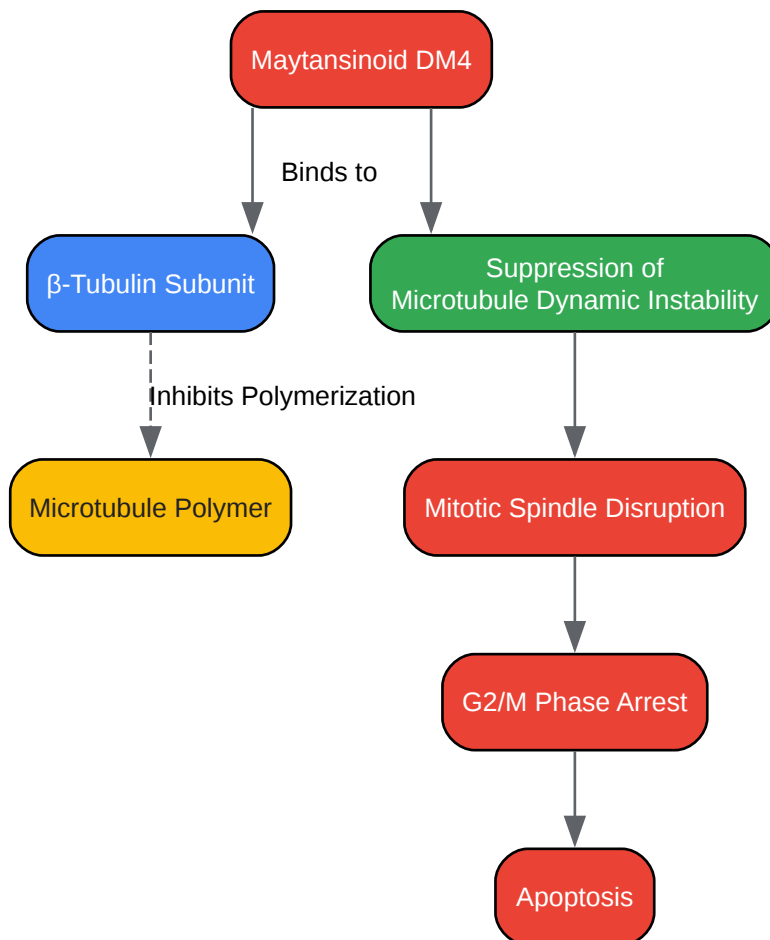 Maytansinoid DM4
Binds to
β-Tubulin Subunit
Suppression of
Microtubule Dynamic Instability
Inhibits Polymerization
Microtubule Polymer
Mitotic Spindle Disruption
G2/M Phase Arrest
Apoptosis